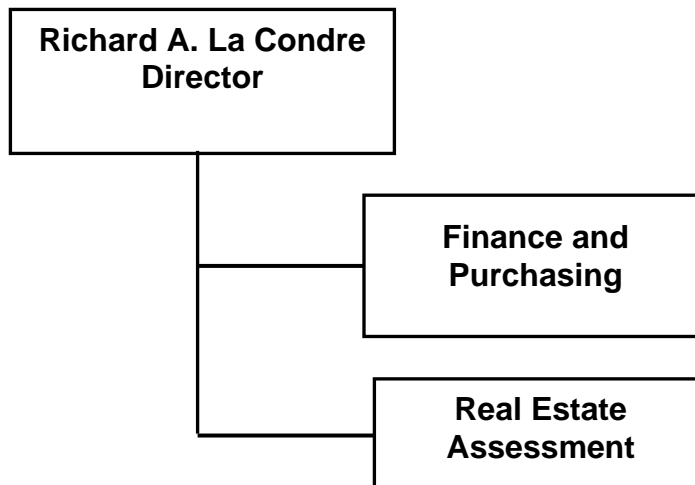 Richard A. La Condre
Director
Finance and
Purchasing
Real Estate
Assessment